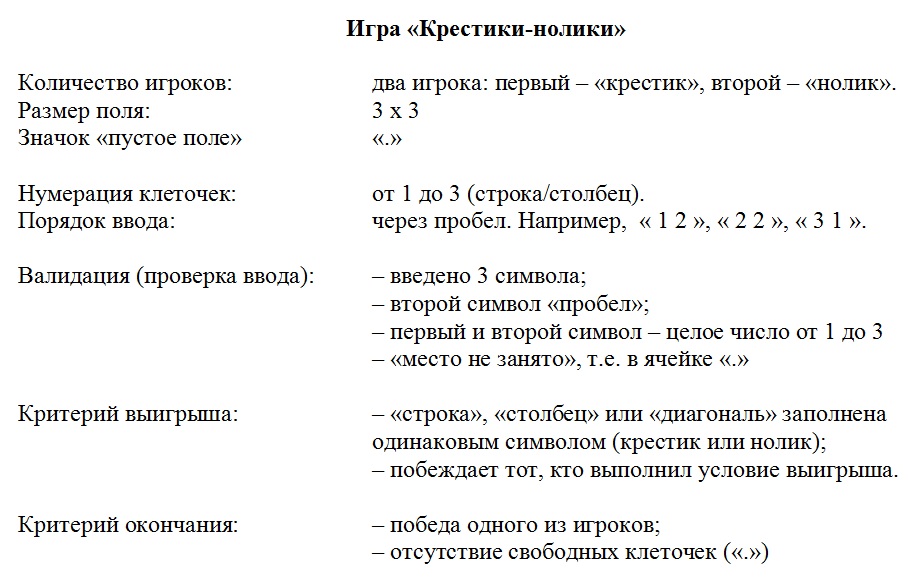 Игра «Крестики-нолики»
Количество игроков: два игрока: первый – «крестик», второй – «нолик».
Размер поля: 3 х 3
Значок «пустое поле» «.»
Нумерация клеточек: от 1 до 3 (строка/столбец).
Порядок ввода: через пробел. Например, « 1 2 », « 2 2 », « 3 1 ».
Валидация (проверка ввода): – введено 3 символа;
– второй символ «пробел»;
– первый и второй символ – целое число от 1 до 3
– «место не занято», т.е. в ячейке «.»
Критерий выигрыша: – «строка», «столбец» или «диагональ» заполнена
одинаковым символом (крестик или нолик);
– побеждает тот, кто выполнил условие выигрыша.
Критерий окончания: – победа одного из игроков;
– отсутствие свободных клеточек («.»)